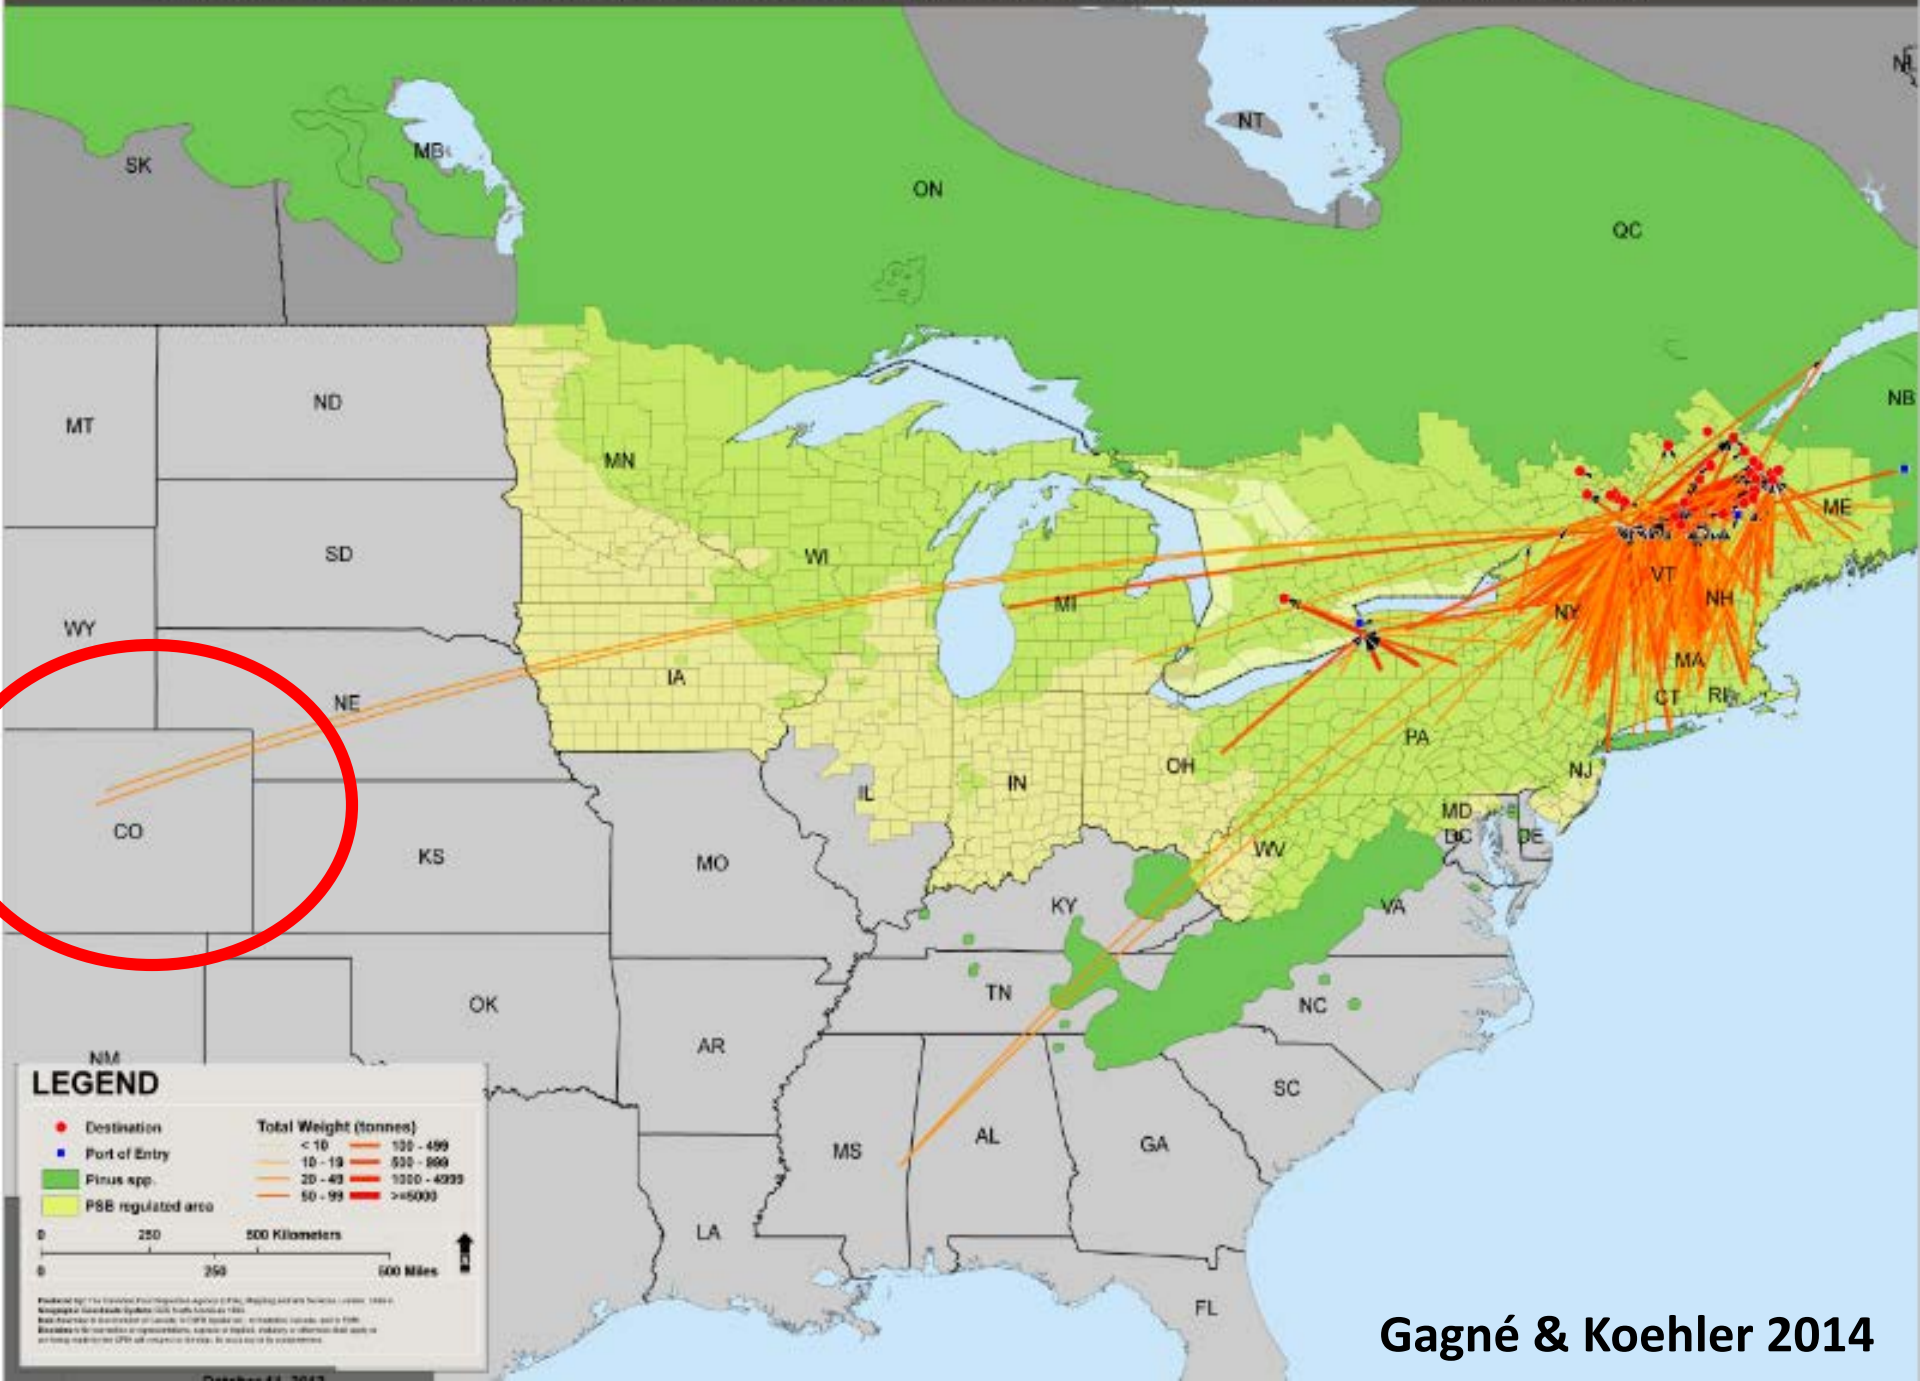 NL
NT
SK
MB
ON
QC
NB
MT
ND
MN
ME
SD
WI
VT
NH
WY
MI
NY
MA
IA
CT
RI
NE
PA
OH
NJ
IN
IL
MD
CO
DC
DE
WV
KS
MO
KY
VA
TN
NC
OK
AR
NM
SC
MS
AL
GA
LA
FL
LEGEND
Destination
Port of Entry
Pinus spp.
PSB regulated area
Total Weight (tonnes)
< 10
10 - 19
20 - 49
50 - 99
100 - 499
500 - 999
1000 - 4999
>=5000
0 250 500 Kilometers
0 250 500 Miles
Gagné & Koehler 2014